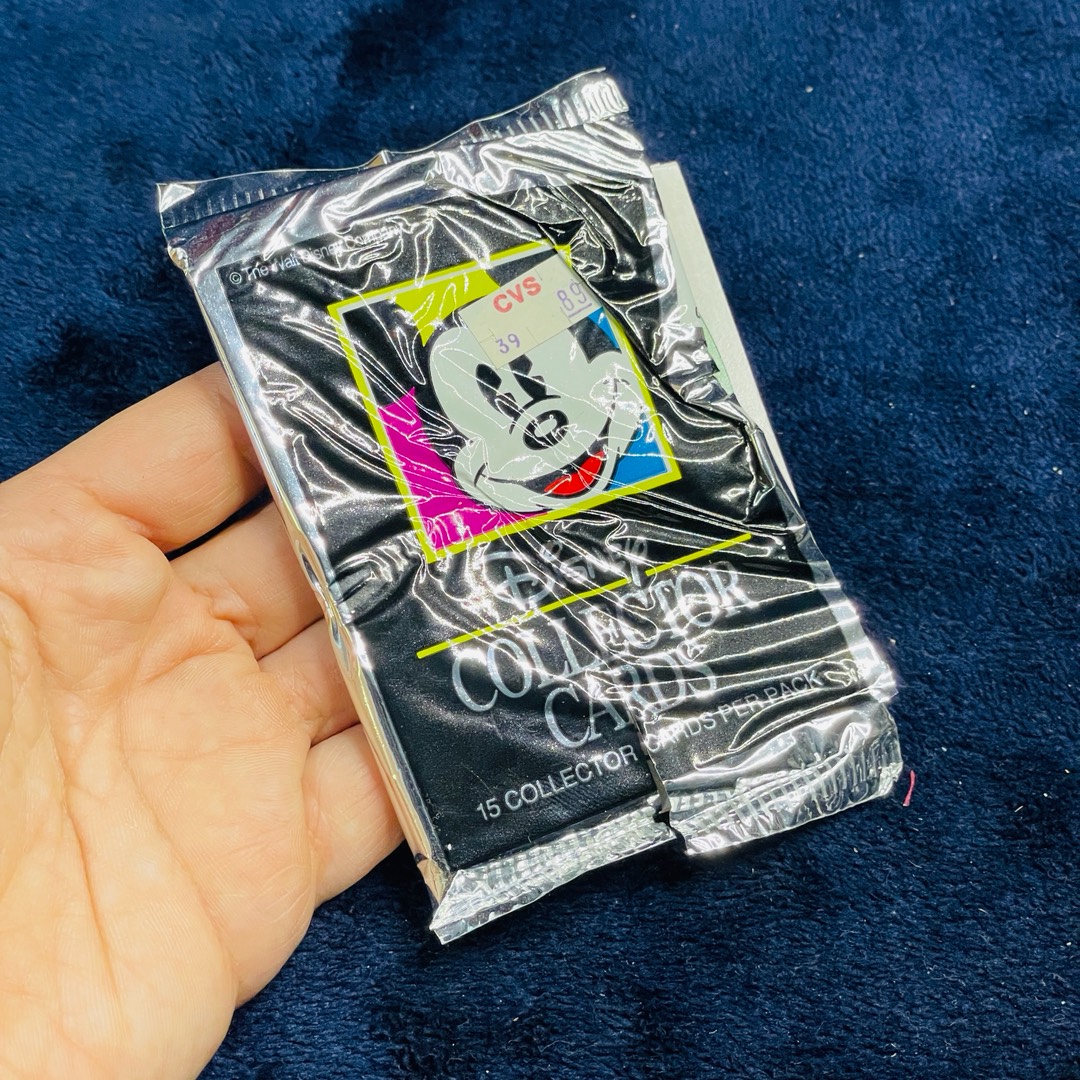 © The Walt Disney Company
CVS
89
39
Disney
COLLECTOR
CARDS
15 COLLECTOR CARDS PER PACK